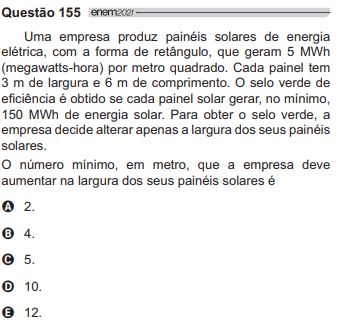 Questão 155 enem2021
Uma empresa produz painéis solares de energia
elétrica, com a forma de retângulo, que geram 5 MWh
(megawatts-hora) por metro quadrado. Cada painel tem
3 m de largura e 6 m de comprimento. O selo verde de
eficiência é obtido se cada painel solar gerar, no mínimo,
150 MWh de energia solar. Para obter o selo verde, a
empresa decide alterar apenas a largura dos seus painéis
solares.
O número mínimo, em metro, que a empresa deve
aumentar na largura dos seus painéis solares é
A 2.
B 4.
C 5.
D 10.
E 12.